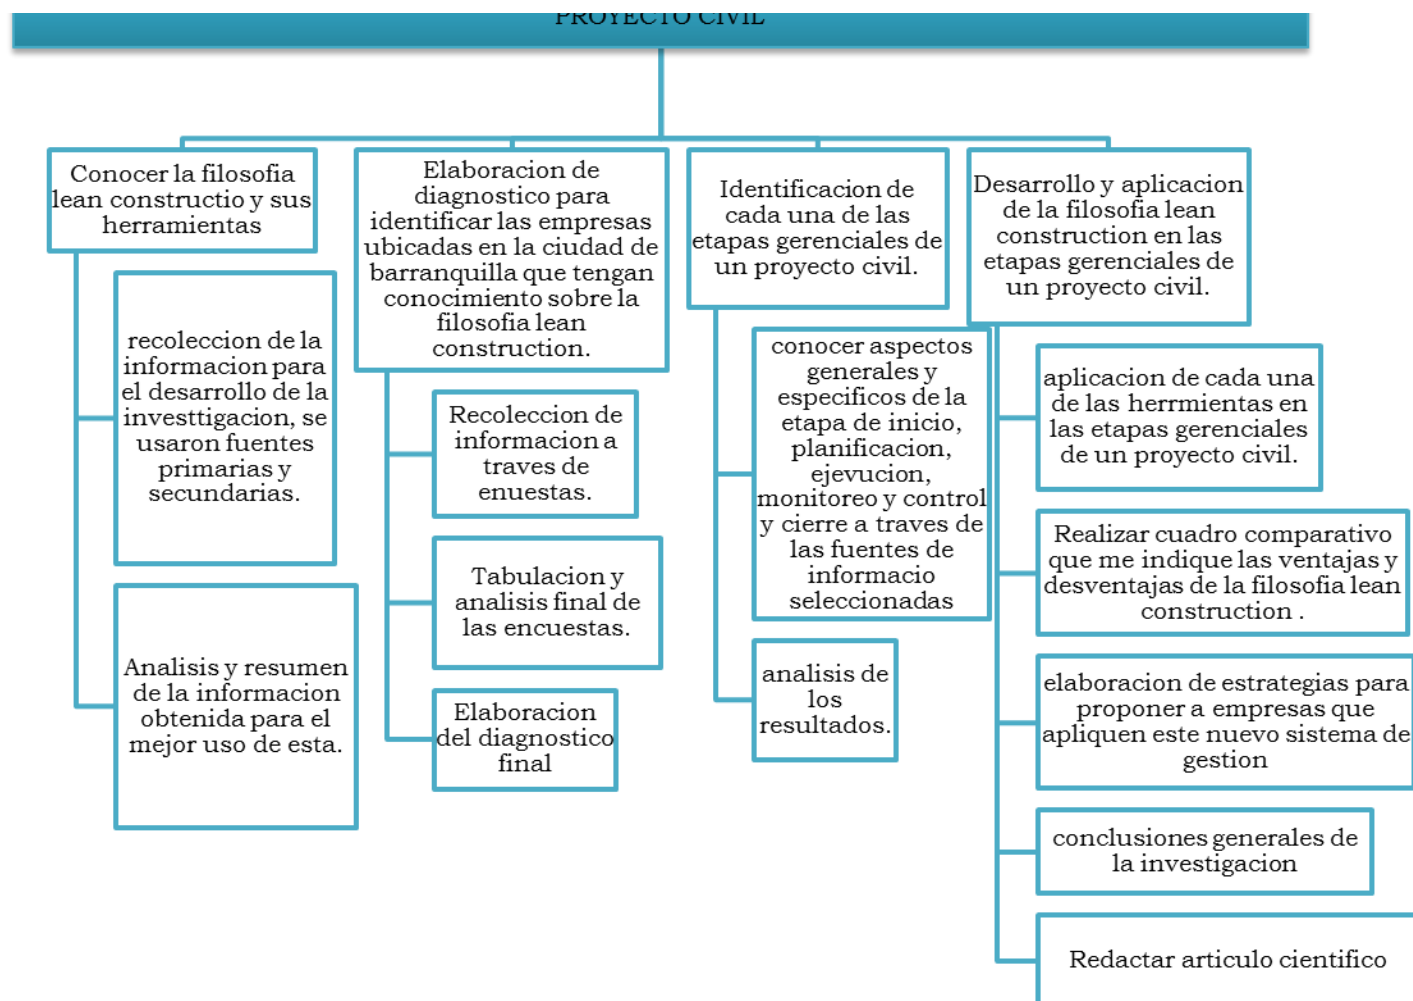 PROYECTO CIVIL
Conocer la filosofia
lean constructio y sus
herramientas
recoleccion de la
informacion para
el desarrollo de la
investtigacion, se
usaron fuentes
primarias y
secundarias.
Analisis y resumen
de la informacion
obtenida para el
mejor uso de esta.
Elaboracion de
diagnostico para
identificar las empresas
ubicadas en la ciudad de
barranquilla que tengan
conocimiento sobre la
filosofia lean
construction.
Recoleccion de
informacion a
traves de
enuestas.
Tabulacion y
analisis final de
las encuestas.
Elaboracion
del diagnostico
final
Identificacion de
cada una de las
etapas gerenciales de
un proyecto civil.
conocer aspectos
generales y
especificos de la
etapa de inicio,
planificacion,
ejevucion,
monitoreo y control
y cierre a traves de
las fuentes de
informacio
seleccionadas
analisis de
los
resultados.
Desarrollo y aplicacion
de la filosofia lean
construction en las
etapas gerenciales de
un proyecto civil.
aplicacion de cada una
de las herrmientas en
las etapas gerenciales
de un proyecto civil.
Realizar cuadro comparativo
que me indique las ventajas y
desventajas de la filosofia lean
construction .
elaboracion de estrategias para
proponer a empresas que
apliquen este nuevo sistema de
gestion
conclusiones generales de
la investigacion
Redactar articulo cientifico